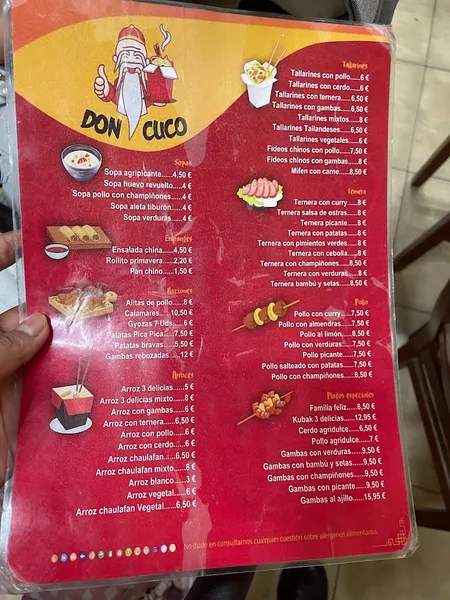 DON CUCO
Sopas
Sopa agripicante.....4,50 €
Sopa huevo revuelto.....4 €
Sopa pollo con champiñones....4 €
Sopa aleta tiburón....4 €
Sopa verduras.....4 €
Entrantes
Ensalada china.....4,50 €
Rollito primavera....2,20 €
Pan chino....1,50 €
Raciones
Alitas de pollo.....8 €
Calamares.....10,50 €
Gyozas 7 Uds.....8 €
Patatas Pica Pica.....7,50 €
Patatas bravas.....5,50 €
Gambas rebozadas....12 €
Arroces
Arroz 3 delicias.....5 €
Arroz 3 delicias mixto.....8 €
Arroz con gambas.....6 €
Arroz con ternera.....6,50 €
Arroz con pollo.....6 €
Arroz con cerdo.....6 €
Arroz chaulafan.....6,50 €
Arroz chaulafan mixto.....8 €
Arroz blanco.....3 €
Arroz vegetal.....6 €
Arroz chaulafan Vegetal.....6,50 €
Tallarines
Tallarines con pollo.....6 €
Tallarines con cerdo.....6 €
Tallarines con ternera.....6,50 €
Tallarines con gambas.....6,50 €
Tallarines mixtos.....8 €
Tallarines Tailandeses.....6,50 €
Tallarines vegetales.....6 €
Fideos chinos con pollo.....7,50 €
Fideos chinos con gambas.....8 €
Mifen con carne.....8,50 €
Ternera
Ternera con curry.....8 €
Ternera salsa de ostras.....8 €
Ternera picante.....8 €
Ternera con patatas.....8 €
Ternera con pimientos verdes.....8 €
Ternera con cebolla.....8 €
Ternera con champiñones.....8,50 €
Ternera con verduras.....8 €
Ternera bambú y setas.....8,50 €
Pollo
Pollo con curry.....7,50 €
Pollo con almendras.....7,50 €
Pollo al limón.....8,50 €
Pollo con verduras.....7,50 €
Pollo picante.....7,50 €
Pollo salteado con patatas.....7,50 €
Pollo con champiñones.....8,50 €
Platos especiales
Familia feliz.....8,50 €
Kubak 3 delicias.....12,95 €
Cerdo agridulce.....6,50 €
Pollo agridulce.....7 €
Gambas con verduras.....9,50 €
Gambas con bambú y setas.....9,50 €
Gambas con champiñones.....9,50 €
Gambas con picante.....9,50 €
Gambas al ajillo.....15,95 €
No dude en consultarnos cualquier cuestión sobre alérgenos alimentarios.